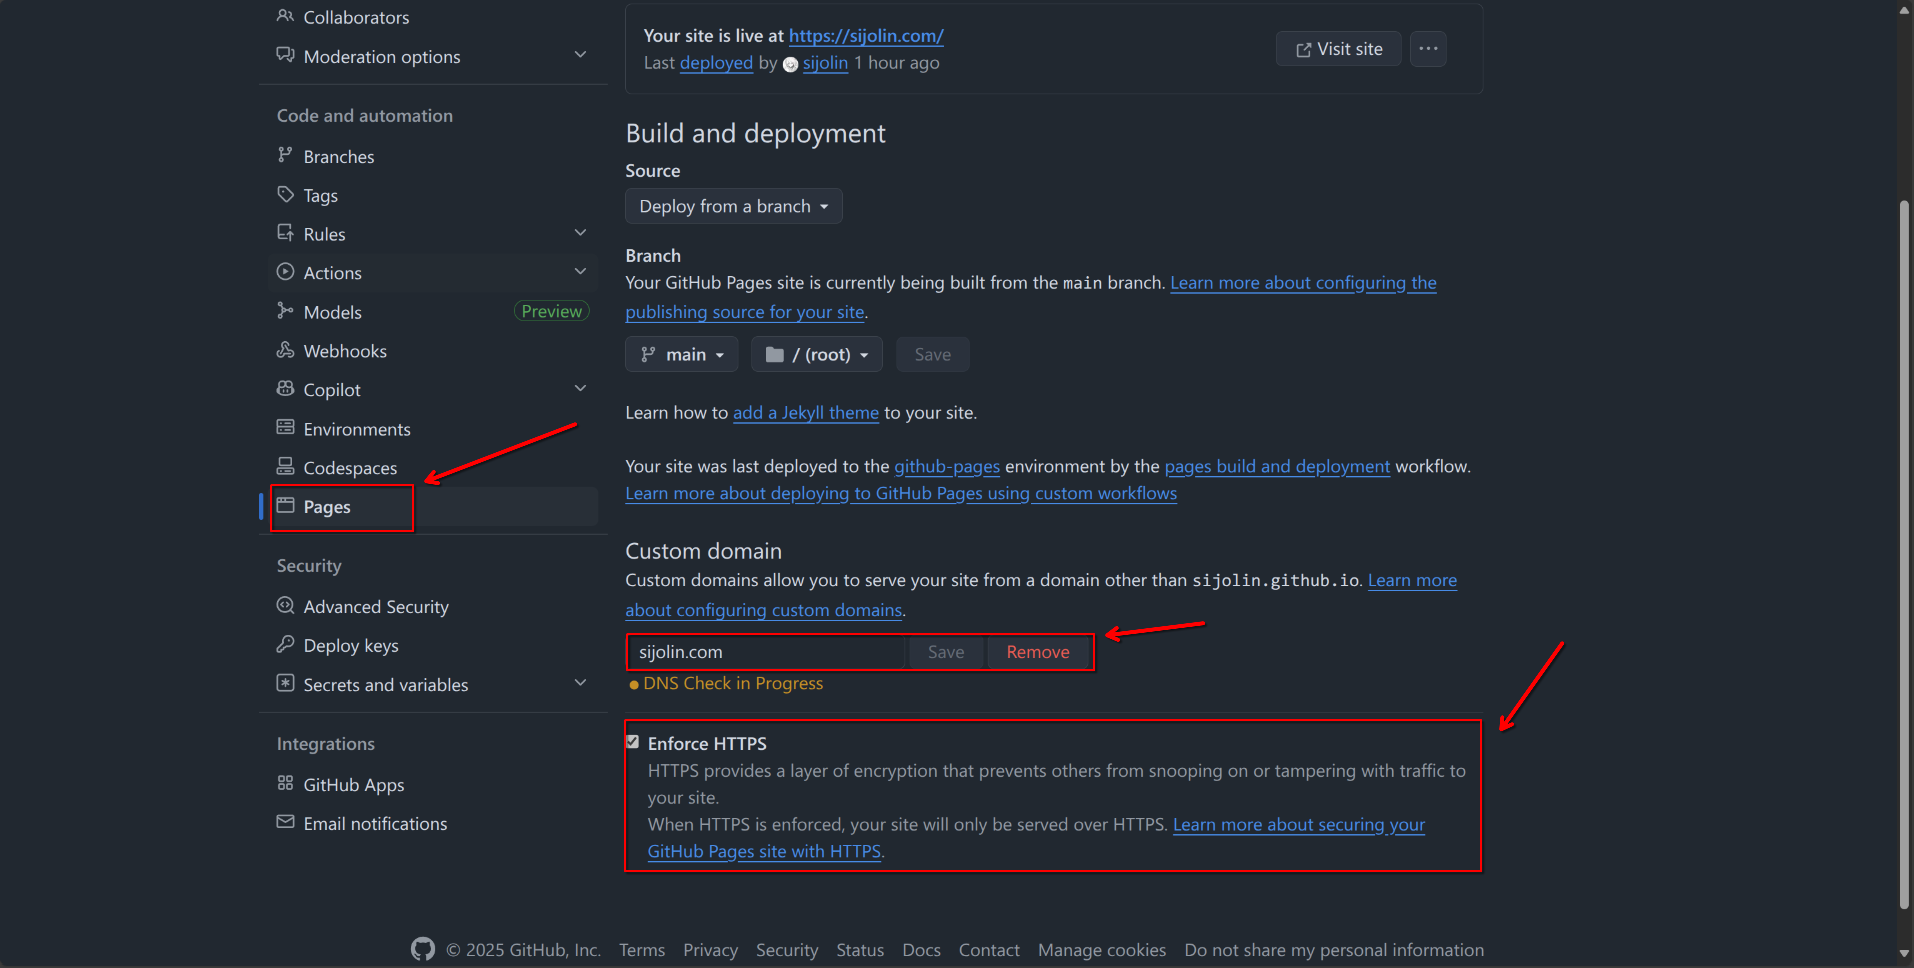 Collaborators
Moderation options
Code and automation
Branches
Tags
Rules
Actions
Models
Preview
Webhooks
Copilot
Environments
Codespaces
Pages
Security
Advanced Security
Deploy keys
Secrets and variables
Integrations
GitHub Apps
Email notifications
Your site is live at https://sijolin.com/
Last deployed by sijolin 1 hour ago
Visit site
Build and deployment
Source
Deploy from a branch
Branch
Your GitHub Pages site is currently being built from the main branch. Learn more about configuring the
publishing source for your site.
main
/ (root)
Save
Learn how to add a Jekyll theme to your site.
Your site was last deployed to the github-pages environment by the pages build and deployment workflow.
Learn more about deploying to GitHub Pages using custom workflows
Custom domain
Custom domains allow you to serve your site from a domain other than sijolin.github.io. Learn more
about configuring custom domains.
sijolin.com
Save
Remove
DNS Check in Progress
Enforce HTTPS
HTTPS provides a layer of encryption that prevents others from snooping on or tampering with traffic to
your site.
When HTTPS is enforced, your site will only be served over HTTPS. Learn more about securing your
GitHub Pages site with HTTPS.
© 2025 GitHub, Inc. Terms Privacy Security Status Docs Contact Manage cookies Do not share my personal information